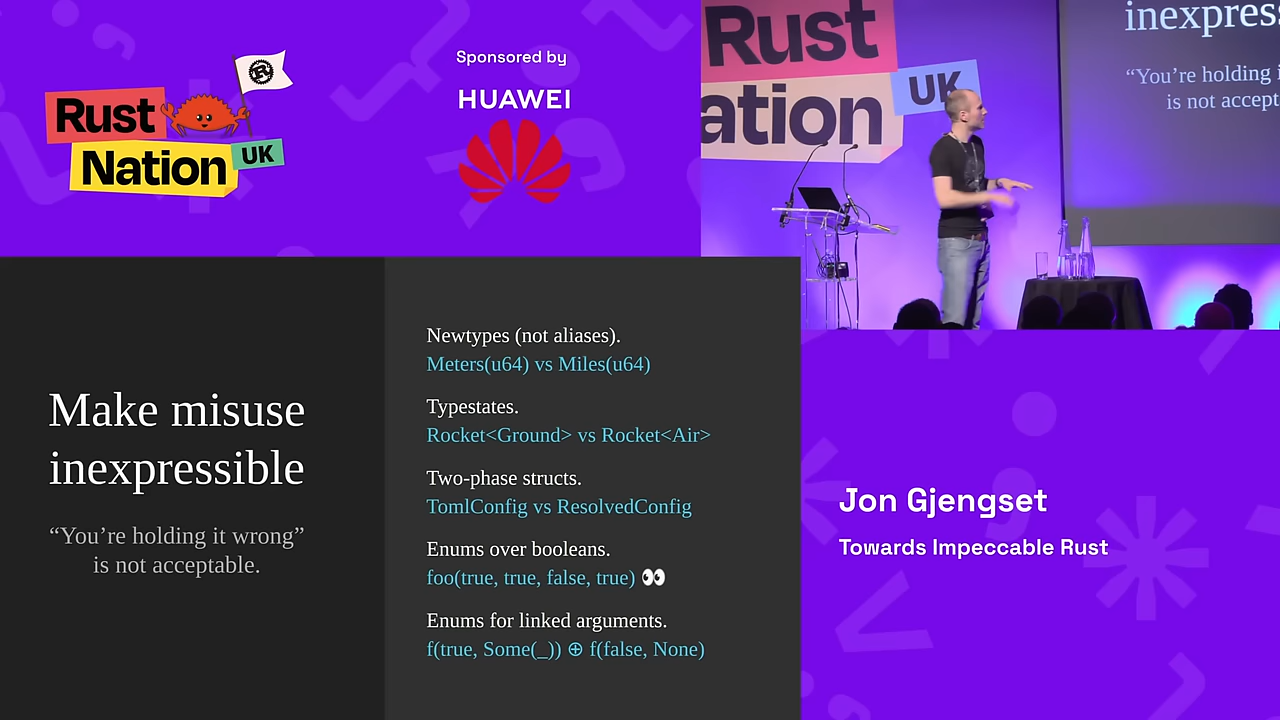 Rust
Nation
UK
Sponsored by
HUAWEI
Rust
ation
UK
inexpres
“You’re holding i
is not accept
Make misuse
inexpressible
“You’re holding it wrong”
is not acceptable.
Newtypes (not aliases).
Meters(u64) vs Miles(u64)
Typestates.
Rocket<Ground> vs Rocket<Air>
Two-phase structs.
TomlConfig vs ResolvedConfig
Enums over booleans.
foo(true, true, false, true) 👀
Enums for linked arguments.
f(true, Some(_)) ⊕ f(false, None)
Jon Gjengset
Towards Impeccable Rust